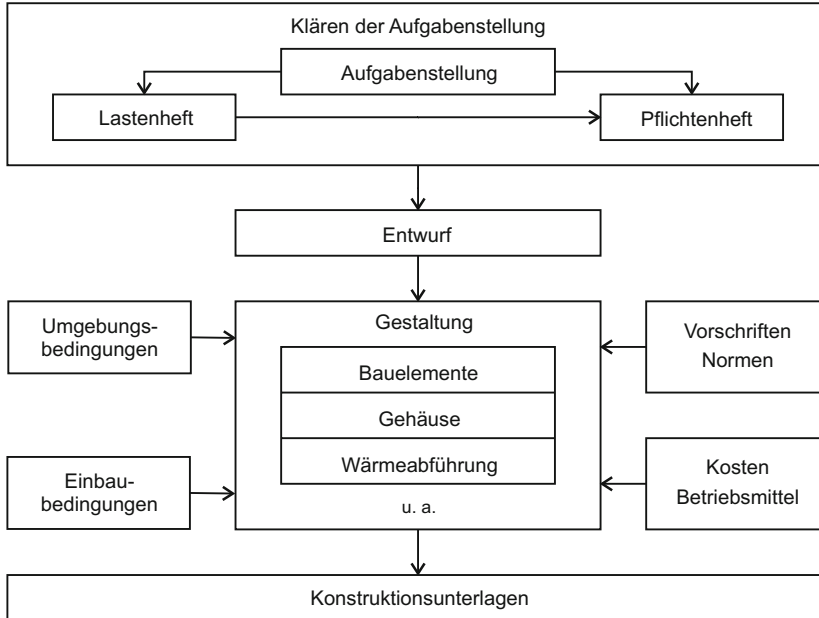 Klären der Aufgabenstellung
Aufgabenstellung
Lastenheft
Pflichtenheft
Entwurf
Umgebungs-
bedingungen
Gestaltung
Vorschriften
Normen
Bauelemente
Gehäuse
Wärmeabführung
u. a.
Einbau-
bedingungen
Kosten
Betriebsmittel
Konstruktionsunterlagen